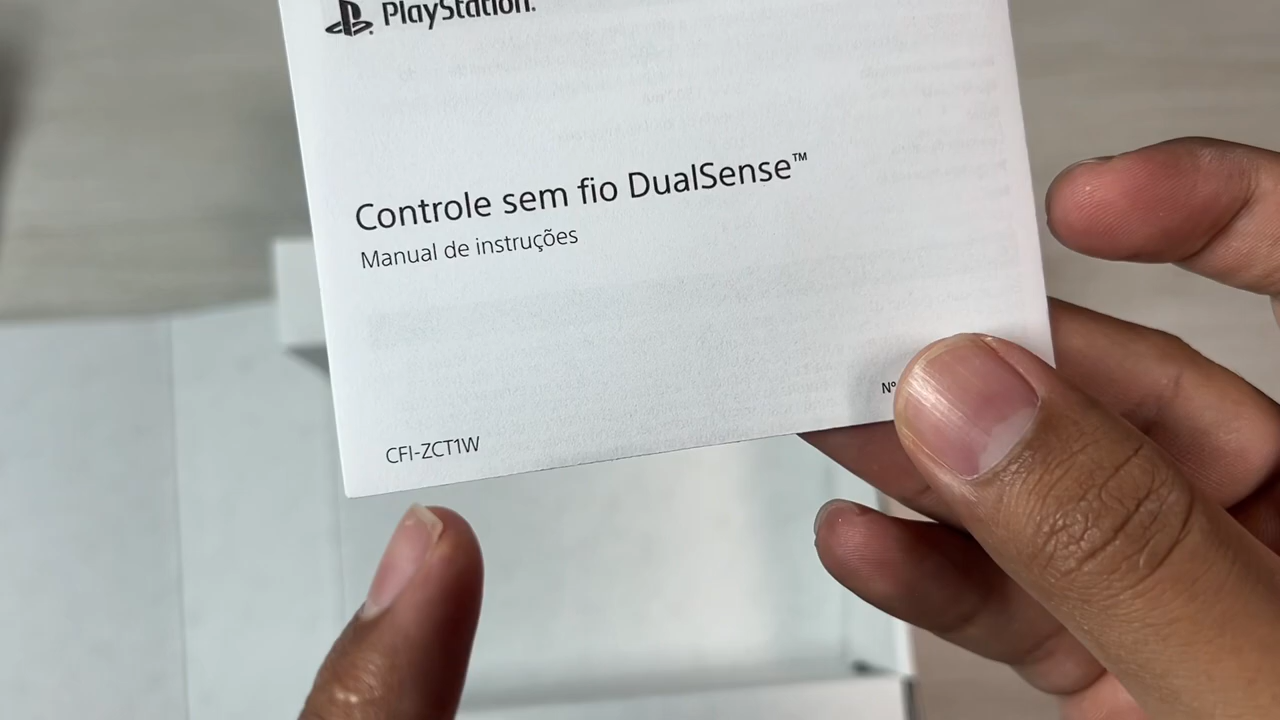 PlayStation.
Controle sem fio DualSense™
Manual de instruções
Nº
CFI-ZCT1W